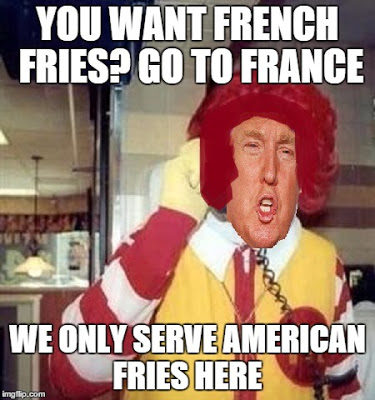 YOU WANT FRENCH
FRIES? GO TO FRANCE
WE ONLY SERVE AMERICAN
FRIES HERE
imgflip.com